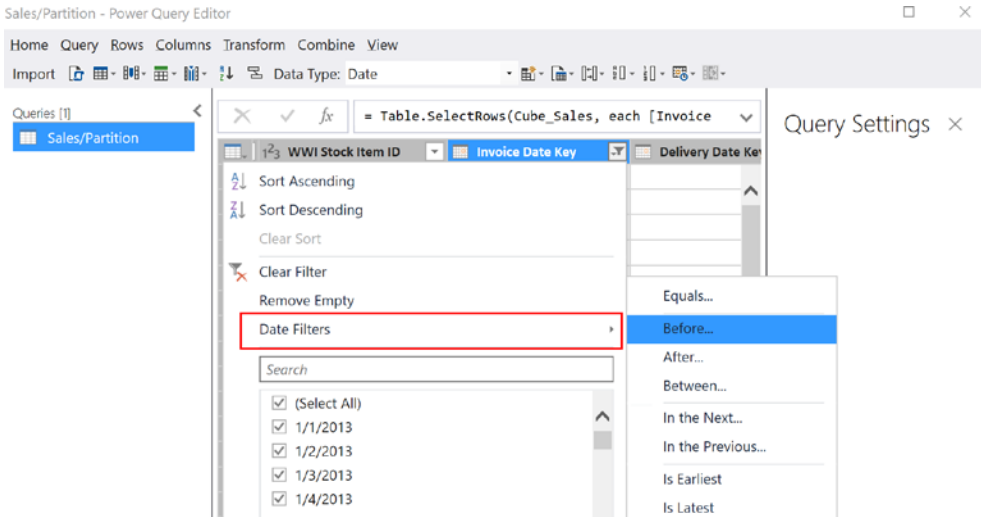 Sales/Partition - Power Query Editor
Home Query Rows Columns Transform Combine View
Import Data Type: Date
Queries [1]
Sales/Partition
fx = Table.SelectRows(Cube_Sales, each [Invoice
Query Settings
1²3 WWI Stock Item ID Invoice Date Key Delivery Date Key
Sort Ascending
Sort Descending
Clear Sort
Clear Filter
Remove Empty
Date Filters
Search
(Select All)
1/1/2013
1/2/2013
1/3/2013
1/4/2013
Equals...
Before...
After...
Between...
In the Next...
In the Previous...
Is Earliest
Is Latest